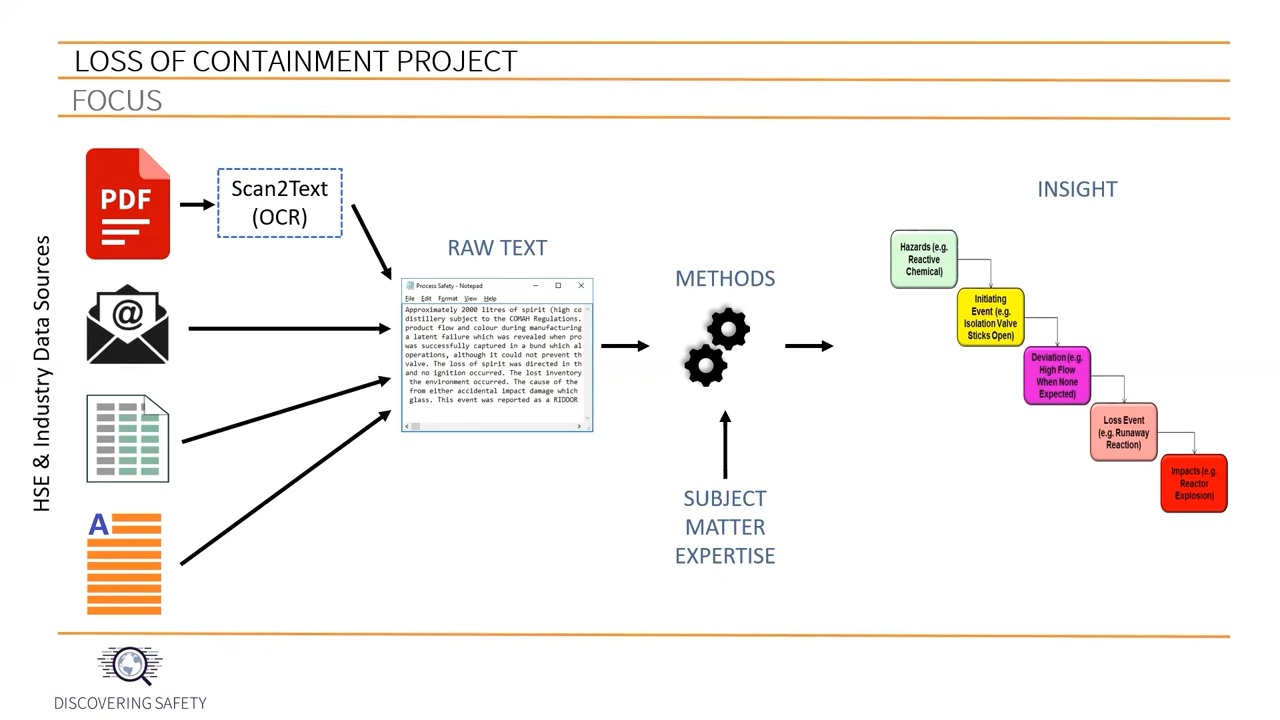 LOSS OF CONTAINMENT PROJECT
FOCUS
HSE & Industry Data Sources
PDF
Scan2Text
(OCR)
@
A
RAW TEXT
Process Safety - Notepad
File Edit Format View Help
Approximately 2000 litres of spirit (high co
distillery subject to the COMAH Regulations.
product flow and colour during manufacturing
a latent failure which was revealed when pro
was successfully captured in a bund which al
operations, although it could not prevent th
valve. The loss of spirit was directed in th
and no ignition occurred. The lost inventory
the environment occurred. The cause of the
from either accidental impact damage which
glass. This event was reported as a RIDDOR
METHODS
SUBJECT
MATTER
EXPERTISE
INSIGHT
Hazards (e.g.
Reactive
Chemical)
Initiating
Event (e.g.
Isolation Valve
Sticks Open)
Deviation (e.g.
High Flow
When None
Expected)
Loss Event
(e.g. Runaway
Reaction)
Impacts (e.g.
Reactor
Explosion)
DISCOVERING SAFETY